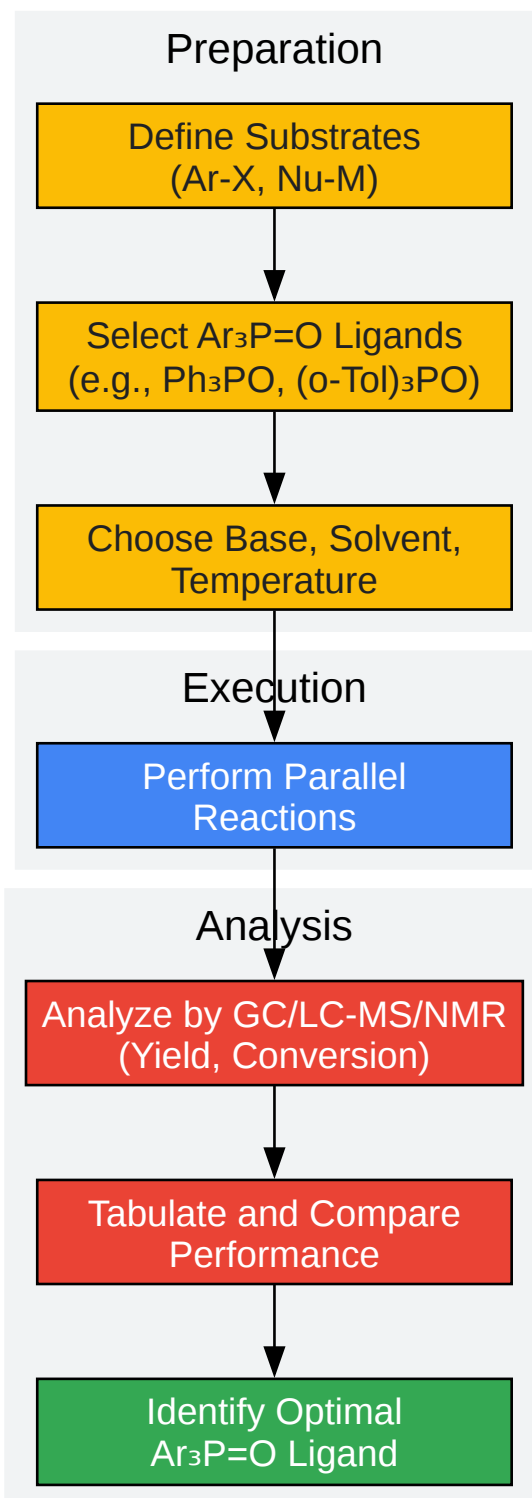 Preparation
Define Substrates
(Ar-X, Nu-M)
Select Ar₃P=O Ligands
(e.g., Ph₃PO, (o-Tol)₃PO)
Choose Base, Solvent,
Temperature
Execution
Perform Parallel
Reactions
Analysis
Analyze by GC/LC-MS/NMR
(Yield, Conversion)
Tabulate and Compare
Performance
Identify Optimal
Ar₃P=O Ligand